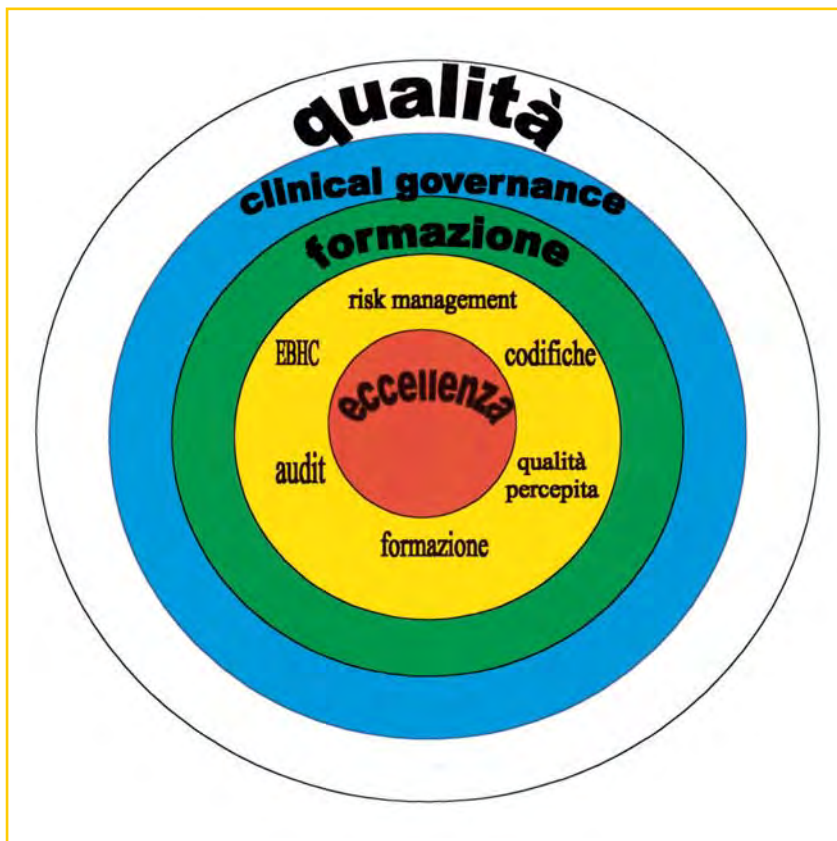 qualità
clinical governance
formazione
risk management
EBHC
codifiche
eccellenza
audit
qualità
percepita
formazione